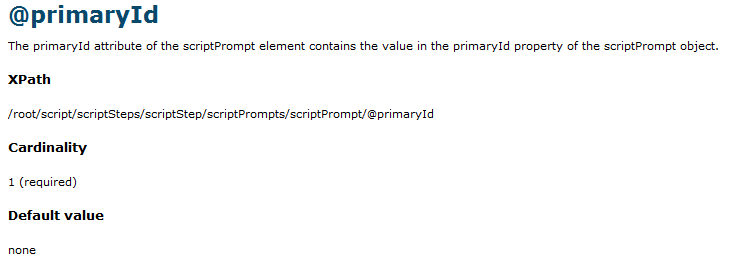 @primaryId
The primaryId attribute of the scriptPrompt element contains the value in the primaryId property of the scriptPrompt object.
XPath
/root/script/scriptSteps/scriptStep/scriptPrompts/scriptPrompt/@primaryId
Cardinality
1 (required)
Default value
none